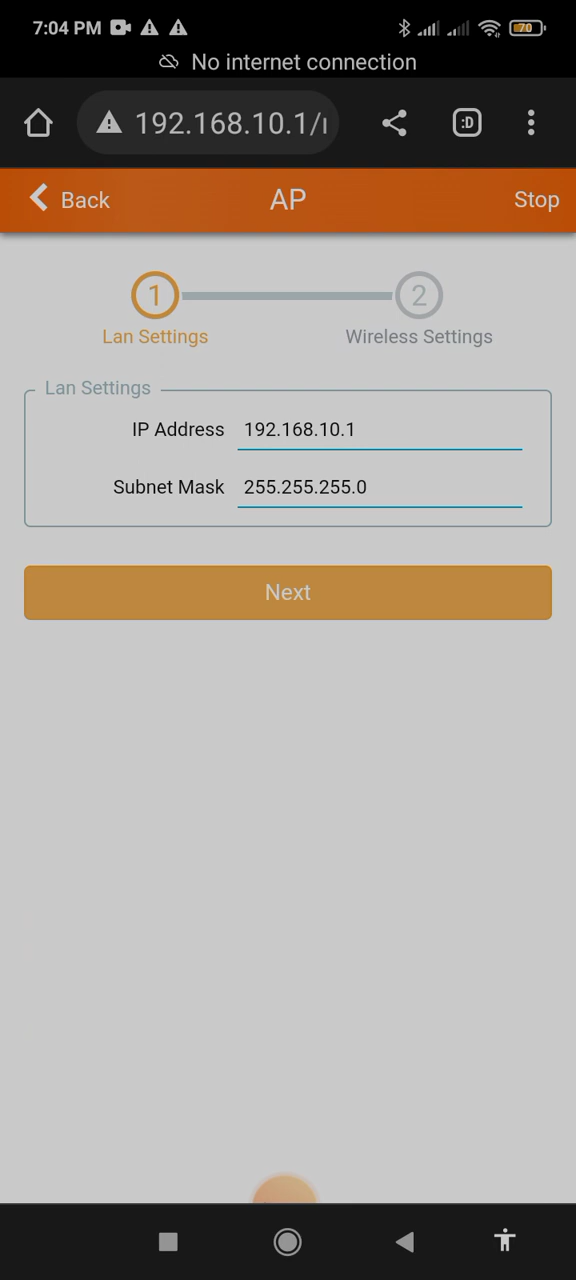 7:04 PM 70
No internet connection
192.168.10.1/ :D
Back AP Stop
1 2
Lan Settings Wireless Settings
Lan Settings
IP Address 192.168.10.1
Subnet Mask 255.255.255.0
Next